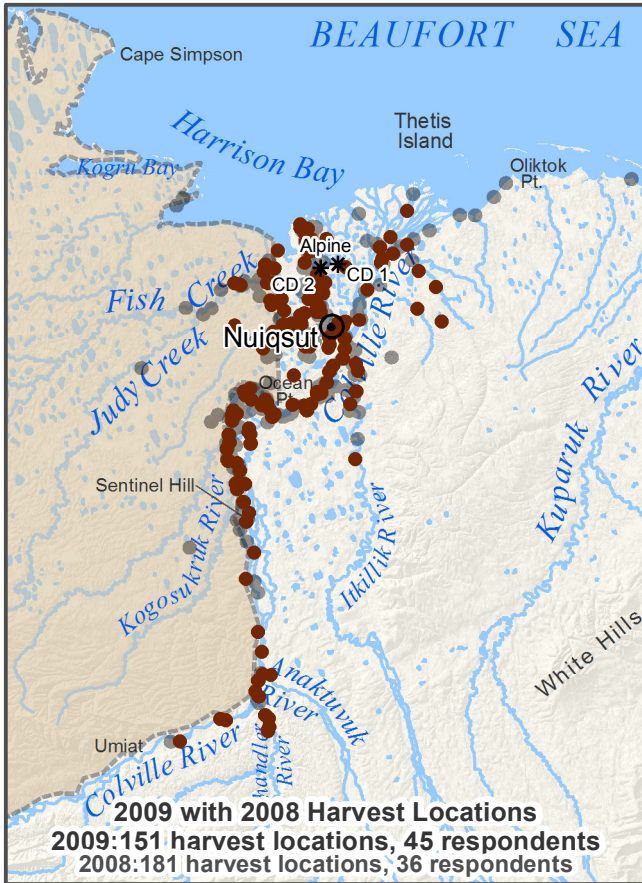 BEAUFORT SEA
Cape Simpson
Harrison Bay
Thetis
Island
Kogru Bay
Oliktok
Pt.
Alpine
CD 2
CD 1
Fish Creek
Colville River
Nuiqsut
Judy Creek
Ocean
Pt.
Kuparuk River
Sentinel Hill
Kogosukruk River
Itkillik River
White Hills
Anaktuvuk
River
Umiat
Colville River
handler
River
2009 with 2008 Harvest Locations
2009:151 harvest locations, 45 respondents
2008:181 harvest locations, 36 respondents